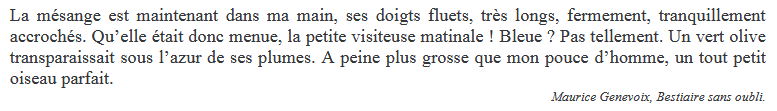 La mésange est maintenant dans ma main, ses doigts fluets, très longs, fermement, tranquillement
accrochés. Qu’elle était donc menue, la petite visiteuse matinale ! Bleue ? Pas tellement. Un vert olive
transparaissait sous l’azur de ses plumes. A peine plus grosse que mon pouce d’homme, un tout petit
oiseau parfait.
Maurice Genevoix, Bestiaire sans oubli.